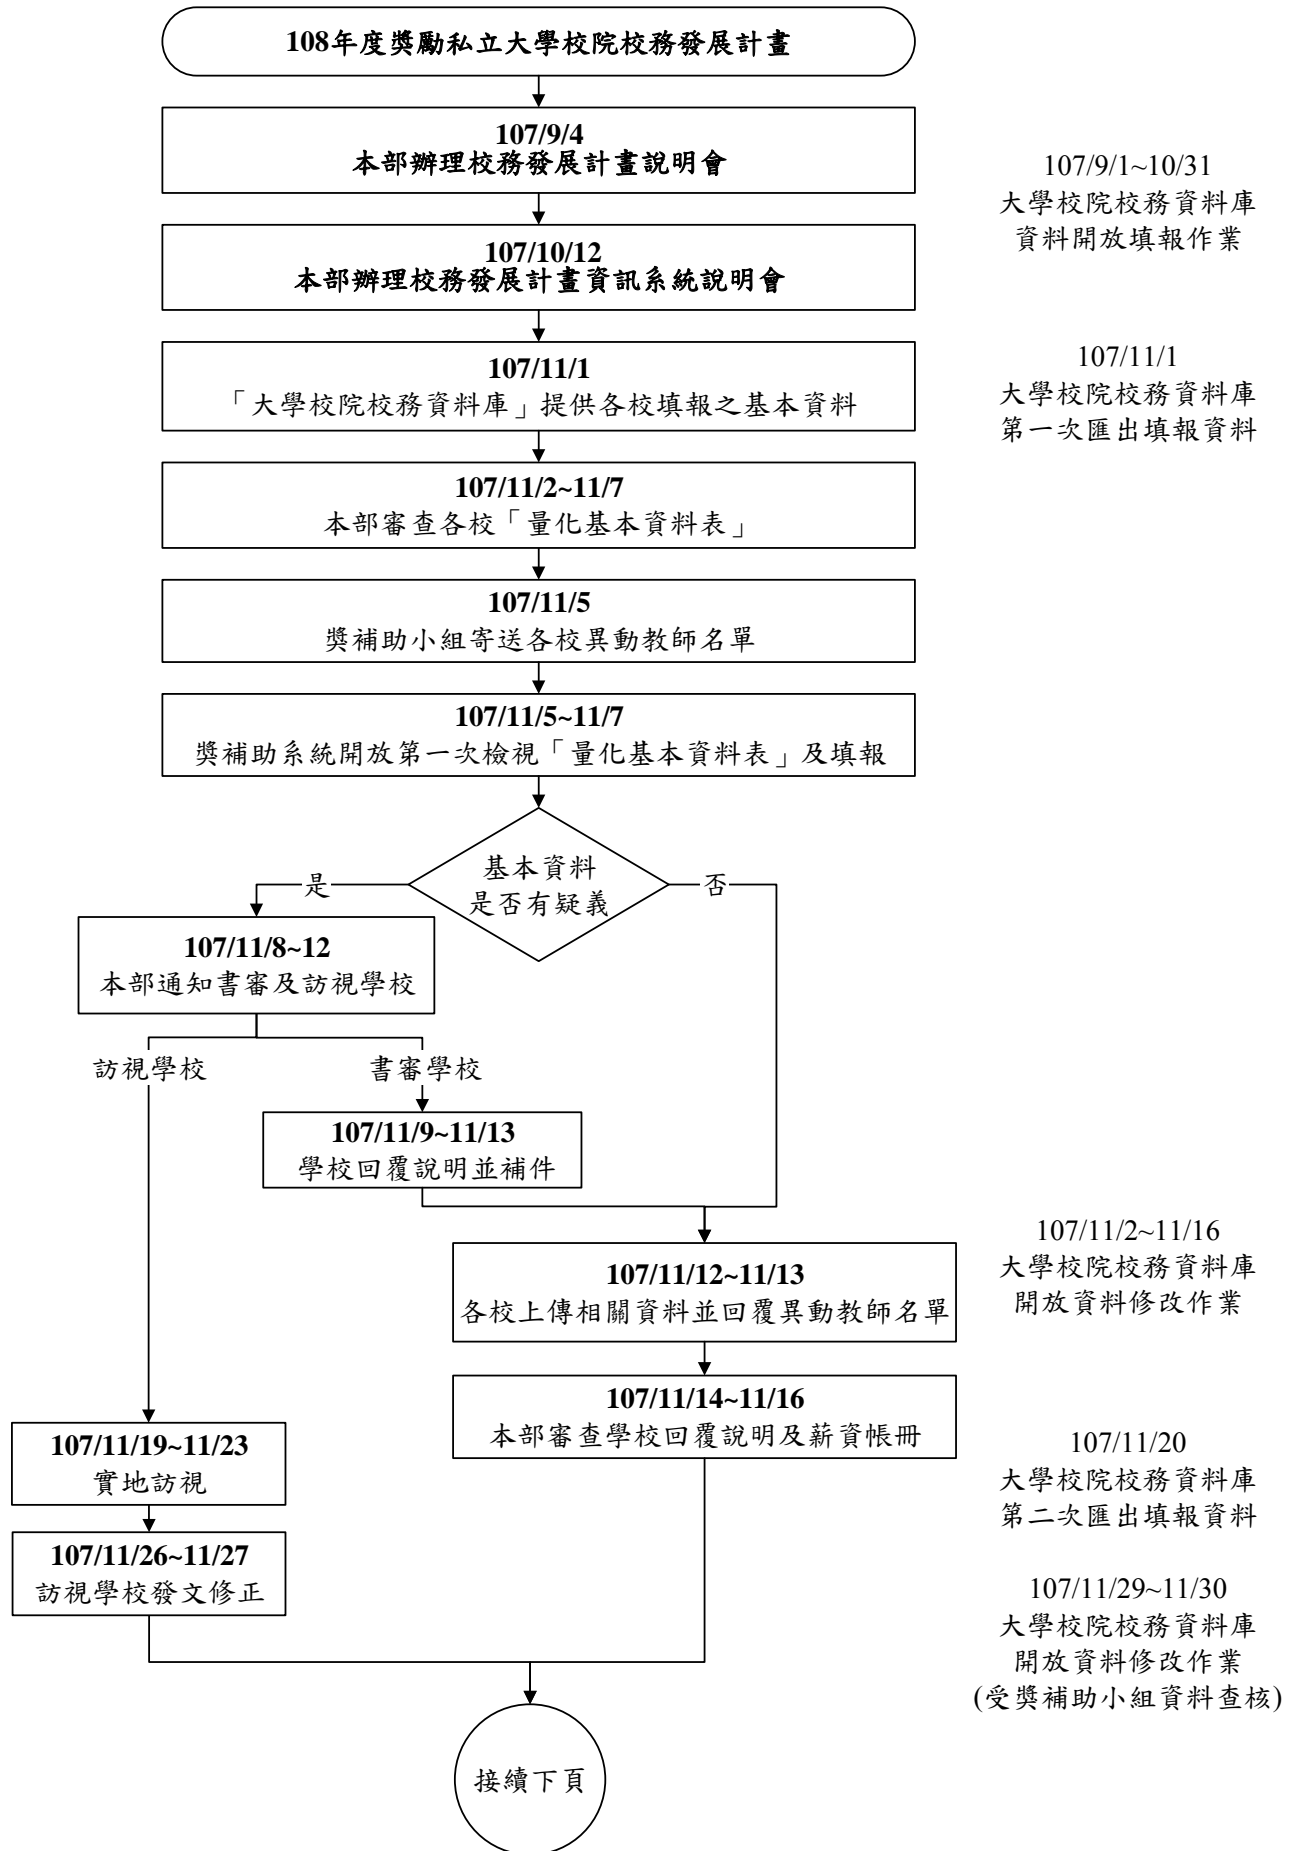 108年度獎勵私立大學校院校務發展計畫
107/9/4
本部辦理校務發展計畫說明會
107/9/1~10/31
大學校院校務資料庫
資料開放填報作業
107/10/12
本部辦理校務發展計畫資訊系統說明會
107/11/1
「大學校院校務資料庫」提供各校填報之基本資料
107/11/1
大學校院校務資料庫
第一次匯出填報資料
107/11/2~11/7
本部審查各校「量化基本資料表」
107/11/5
獎補助小組寄送各校異動教師名單
107/11/5~11/7
獎補助系統開放第一次檢視「量化基本資料表」及填報
基本資料
是否有疑義
是
否
107/11/8~12
本部通知書審及訪視學校
訪視學校
書審學校
107/11/9~11/13
學校回覆說明並補件
107/11/12~11/13
各校上傳相關資料並回覆異動教師名單
107/11/2~11/16
大學校院校務資料庫
開放資料修改作業
107/11/14~11/16
本部審查學校回覆說明及薪資帳冊
107/11/19~11/23
實地訪視
107/11/20
大學校院校務資料庫
第二次匯出填報資料
107/11/26~11/27
訪視學校發文修正
107/11/29~11/30
大學校院校務資料庫
開放資料修改作業
(受獎補助小組資料查核)
接續下頁